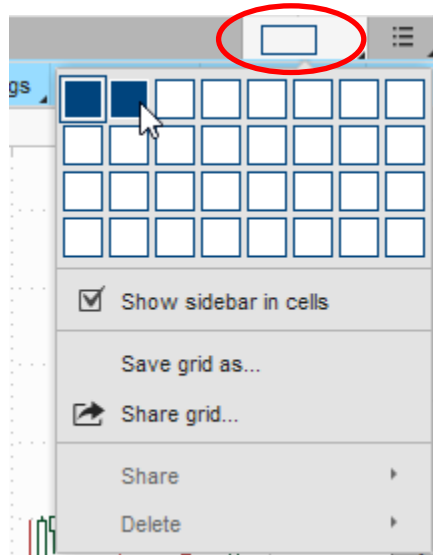 gs
Show sidebar in cells
Save grid as...
Share grid...
Share
Delete